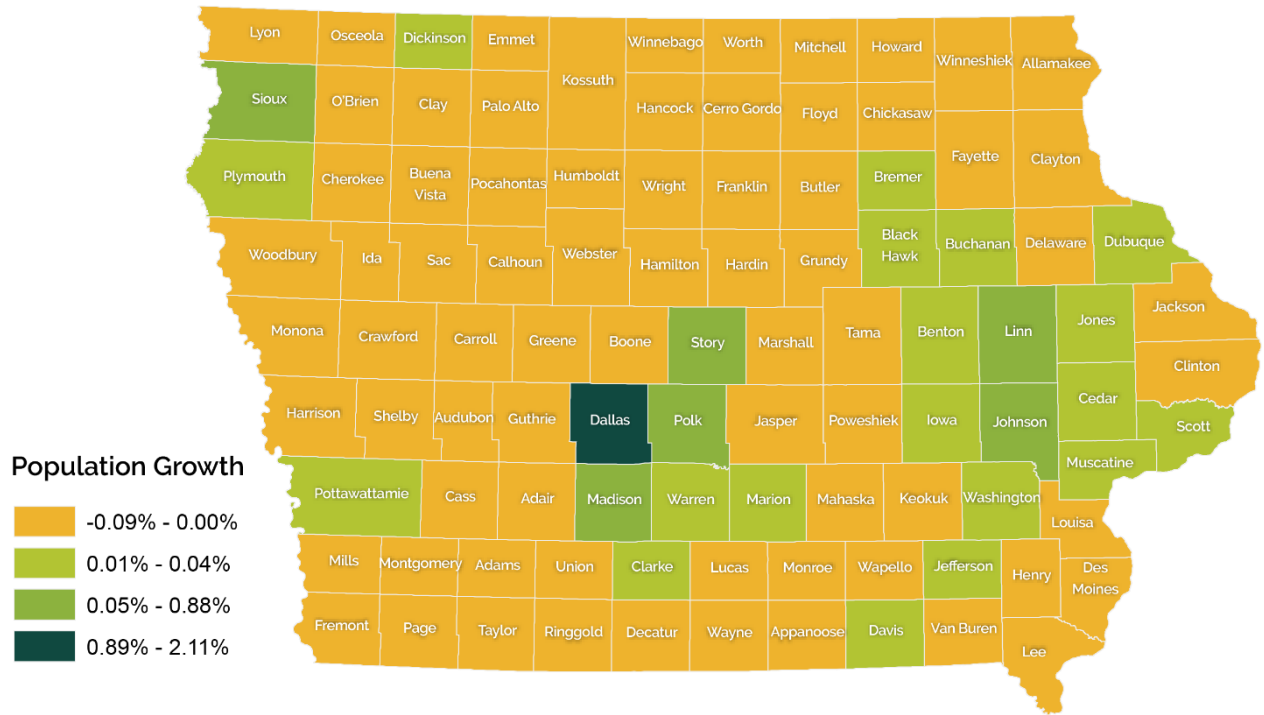 Lyon
Osceola
Dickinson
Emmet
Kossuth
Winnebago
Worth
Mitchell
Howard
Winneshiek
Allamakee
Sioux
O'Brien
Clay
Palo Alto
Hancock
Cerro Gordo
Floyd
Chickasaw
Fayette
Clayton
Plymouth
Cherokee
Buena
Vista
Pocahontas
Humboldt
Wright
Franklin
Butler
Bremer
Woodbury
Ida
Sac
Calhoun
Webster
Hamilton
Hardin
Grundy
Black
Hawk
Buchanan
Delaware
Dubuque
Jackson
Monona
Crawford
Carroll
Greene
Boone
Story
Marshall
Tama
Benton
Linn
Jones
Clinton
Harrison
Shelby
Audubon
Guthrie
Dallas
Polk
Jasper
Poweshiek
Iowa
Johnson
Cedar
Scott
Muscatine
Pottawattamie
Cass
Adair
Madison
Warren
Marion
Mahaska
Keokuk
Washington
Louisa
Mills
Montgomery
Adams
Union
Clarke
Lucas
Monroe
Wapello
Jefferson
Henry
Des
Moines
Fremont
Page
Taylor
Ringgold
Decatur
Wayne
Appanoose
Davis
Van Buren
Lee
Population Growth
-0.09% - 0.00%
0.01% - 0.04%
0.05% - 0.88%
0.89% - 2.11%